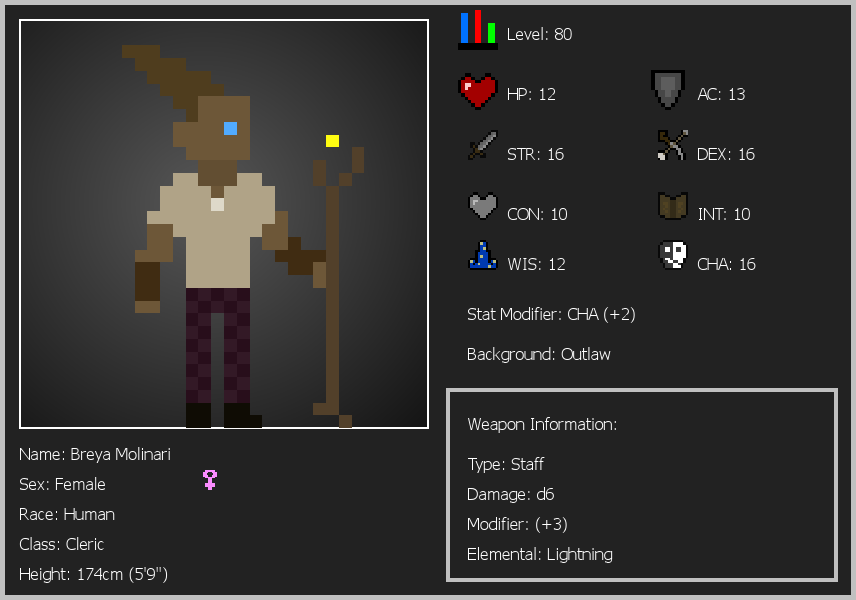 Level: 80
HP: 12
AC: 13
STR: 16
DEX: 16
CON: 10
INT: 10
WIS: 12
CHA: 16
Stat Modifier: CHA (+2)
Background: Outlaw
Weapon Information:
Type: Staff
Damage: d6
Modifier: (+3)
Elemental: Lightning
Name: Breya Molinari
Sex: Female
Race: Human
Class: Cleric
Height: 174cm (5'9")